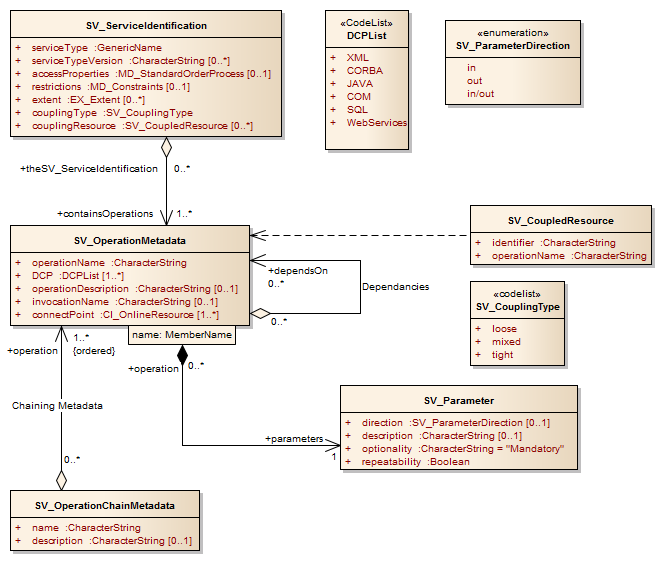 SV_ServiceIdentification
+ serviceType :GenericName
+ serviceTypeVersion :CharacterString [0..*]
+ accessProperties :MD_StandardOrderProcess [0..1]
+ restrictions :MD_Constraints [0..1]
+ extent :EX_Extent [0..*]
+ couplingType :SV_CouplingType
+ couplingResource :SV_CoupledResource [0..*]
«CodeList»
DCPList
+ XML
+ CORBA
+ JAVA
+ COM
+ SQL
+ WebServices
«enumeration»
SV_ParameterDirection
in
out
in/out
+theSV_ServiceIdentification
0..*
+containsOperations
1..*
SV_OperationMetadata
+ operationName :CharacterString
+ DCP :DCPList [1..*]
+ operationDescription :CharacterString [0..1]
+ invocationName :CharacterString [0..1]
+ connectPoint :CI_OnlineResource [1..*]
name: MemberName
+dependsOn
0..*
Dependancies
0..*
SV_CoupledResource
+ identifier :CharacterString
+ operationName :CharacterString
«codelist»
SV_CouplingType
+ loose
+ mixed
+ tight
1..*
+operation
{ordered}
+operation
0..*
Chaining Metadata
+parameters
1
SV_Parameter
+ direction :SV_ParameterDirection [0..1]
+ description :CharacterString [0..1]
+ optionality :CharacterString = "Mandatory"
+ repeatability :Boolean
0..*
SV_OperationChainMetadata
+ name :CharacterString
+ description :CharacterString [0..1]